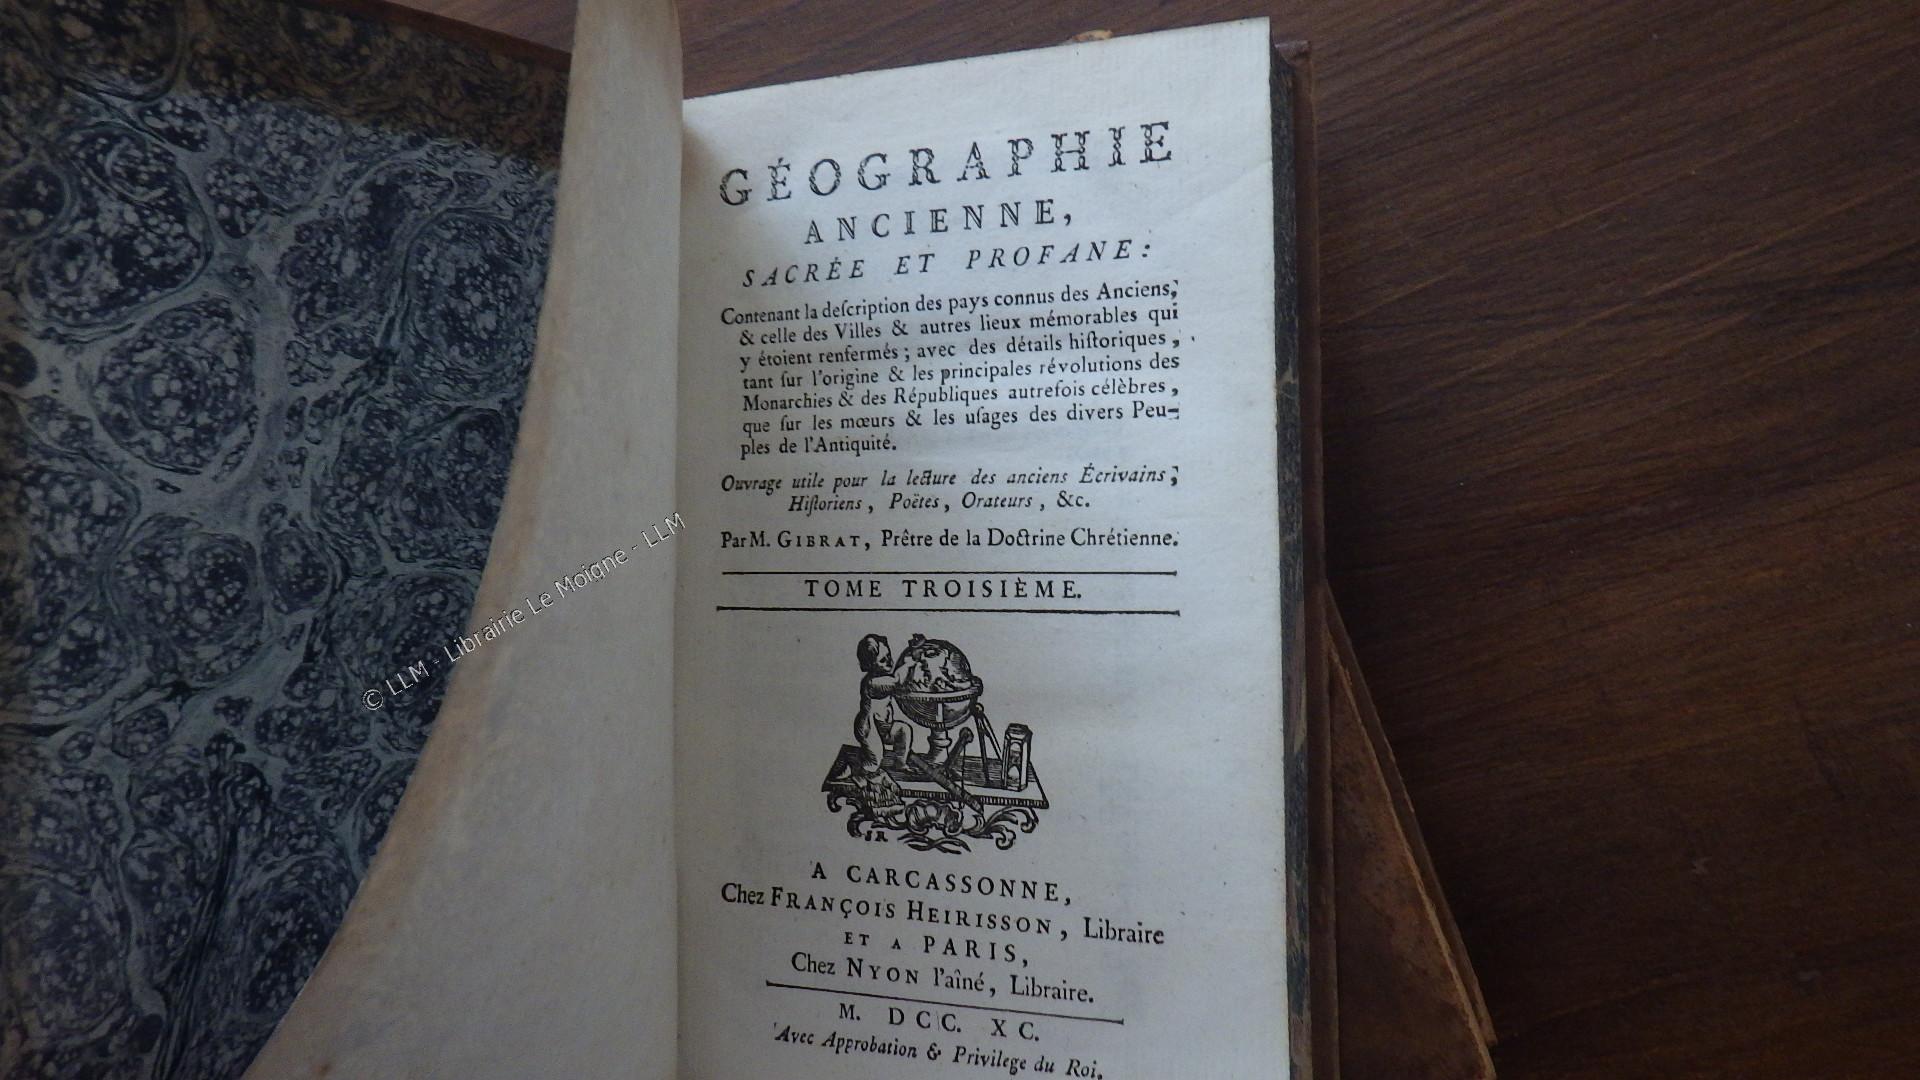 GÉOGRAPHIE
ANCIENNE,
SACRÉE ET PROFANE:
Contenant la deſcription des pays connus des Anciens,
& celle des Villes & autres lieux mémorables qui
y étoient renfermés ; avec des détails hiſtoriques ,
tant ſur l'origine & les principales révolutions des
Monarchies & des Républiques autrefois célèbres ,
que ſur les mœurs & les uſages des divers Peu-
ples de l'Antiquité.
Ouvrage utile pour la lecture des anciens Écrivains ;
Hiſtoriens , Poëtes , Orateurs , &c.
Par M. GIBRAT, Prêtre de la Doctrine Chrétienne.
TOME TROISIÈME.
SR
A CARCASSONNE,
Chez FRANÇOIS HEIRISSON , Libraire
ET A PARIS,
Chez NYON l'aîné , Libraire.
M. DCC. XC.
Avec Approbation & Privilege du Roi.
© LLM - Librairie Le Moigne - LLM